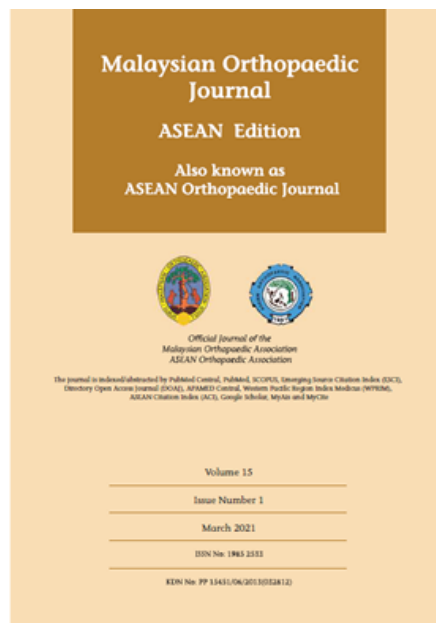 Malaysian Orthopaedic
Journal
ASEAN Edition
Also known as
ASEAN Orthopaedic Journal
Official Journal of the
Malaysian Orthopaedic Association
ASEAN Orthopaedic Association
The journal is indexed/abstracted by PubMed Central, PubMed, SCOPUS, Emerging Source Citation Index (ESCI),
Directory Open Access Journal (DOAJ), APAMED Central, Western Pacific Region Index Medicus (WPRIM),
ASEAN Citation Index (ACI), Google Scholar, MyAis and MyCite
Volume 15
Issue Number 1
March 2021
ISSN No: 1985 2533
KDN No: PP 15451/06/2013(032812)